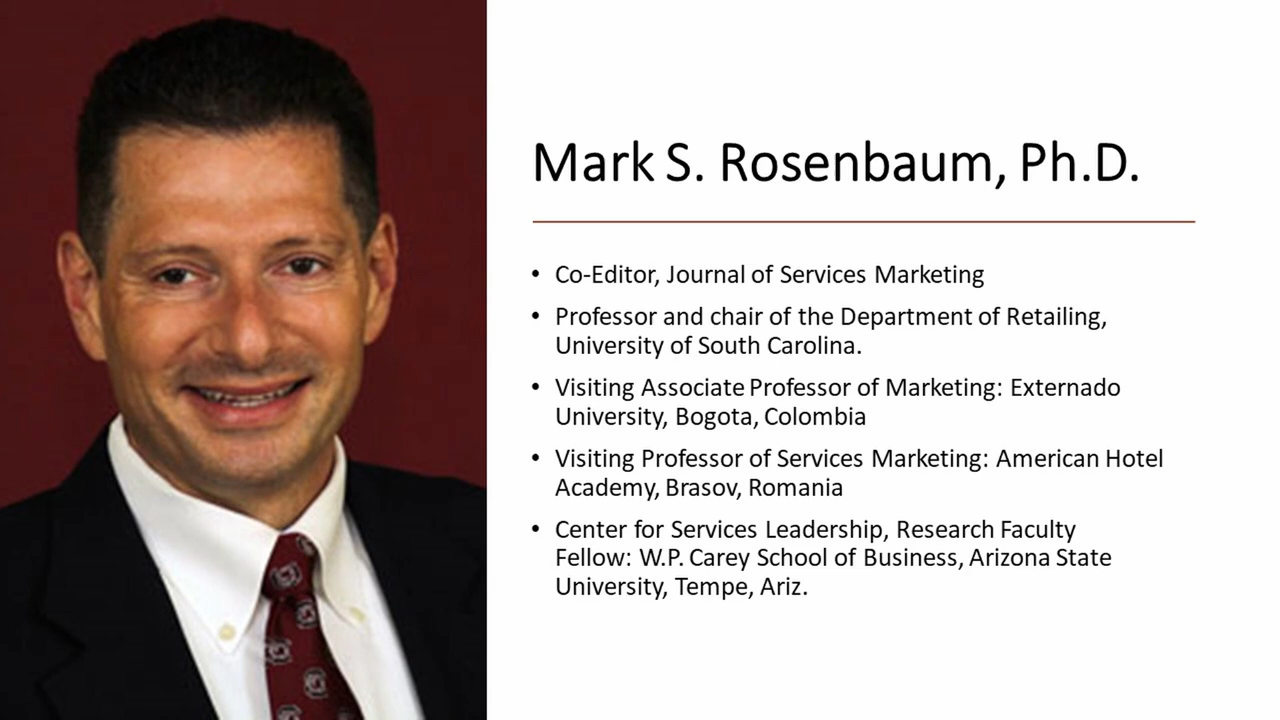 Mark S. Rosenbaum, Ph.D.
• Co-Editor, Journal of Services Marketing
• Professor and chair of the Department of Retailing,
University of South Carolina.
• Visiting Associate Professor of Marketing: Externado
University, Bogota, Colombia
• Visiting Professor of Services Marketing: American Hotel
Academy, Brasov, Romania
• Center for Services Leadership, Research Faculty
Fellow: W.P. Carey School of Business, Arizona State
University, Tempe, Ariz.